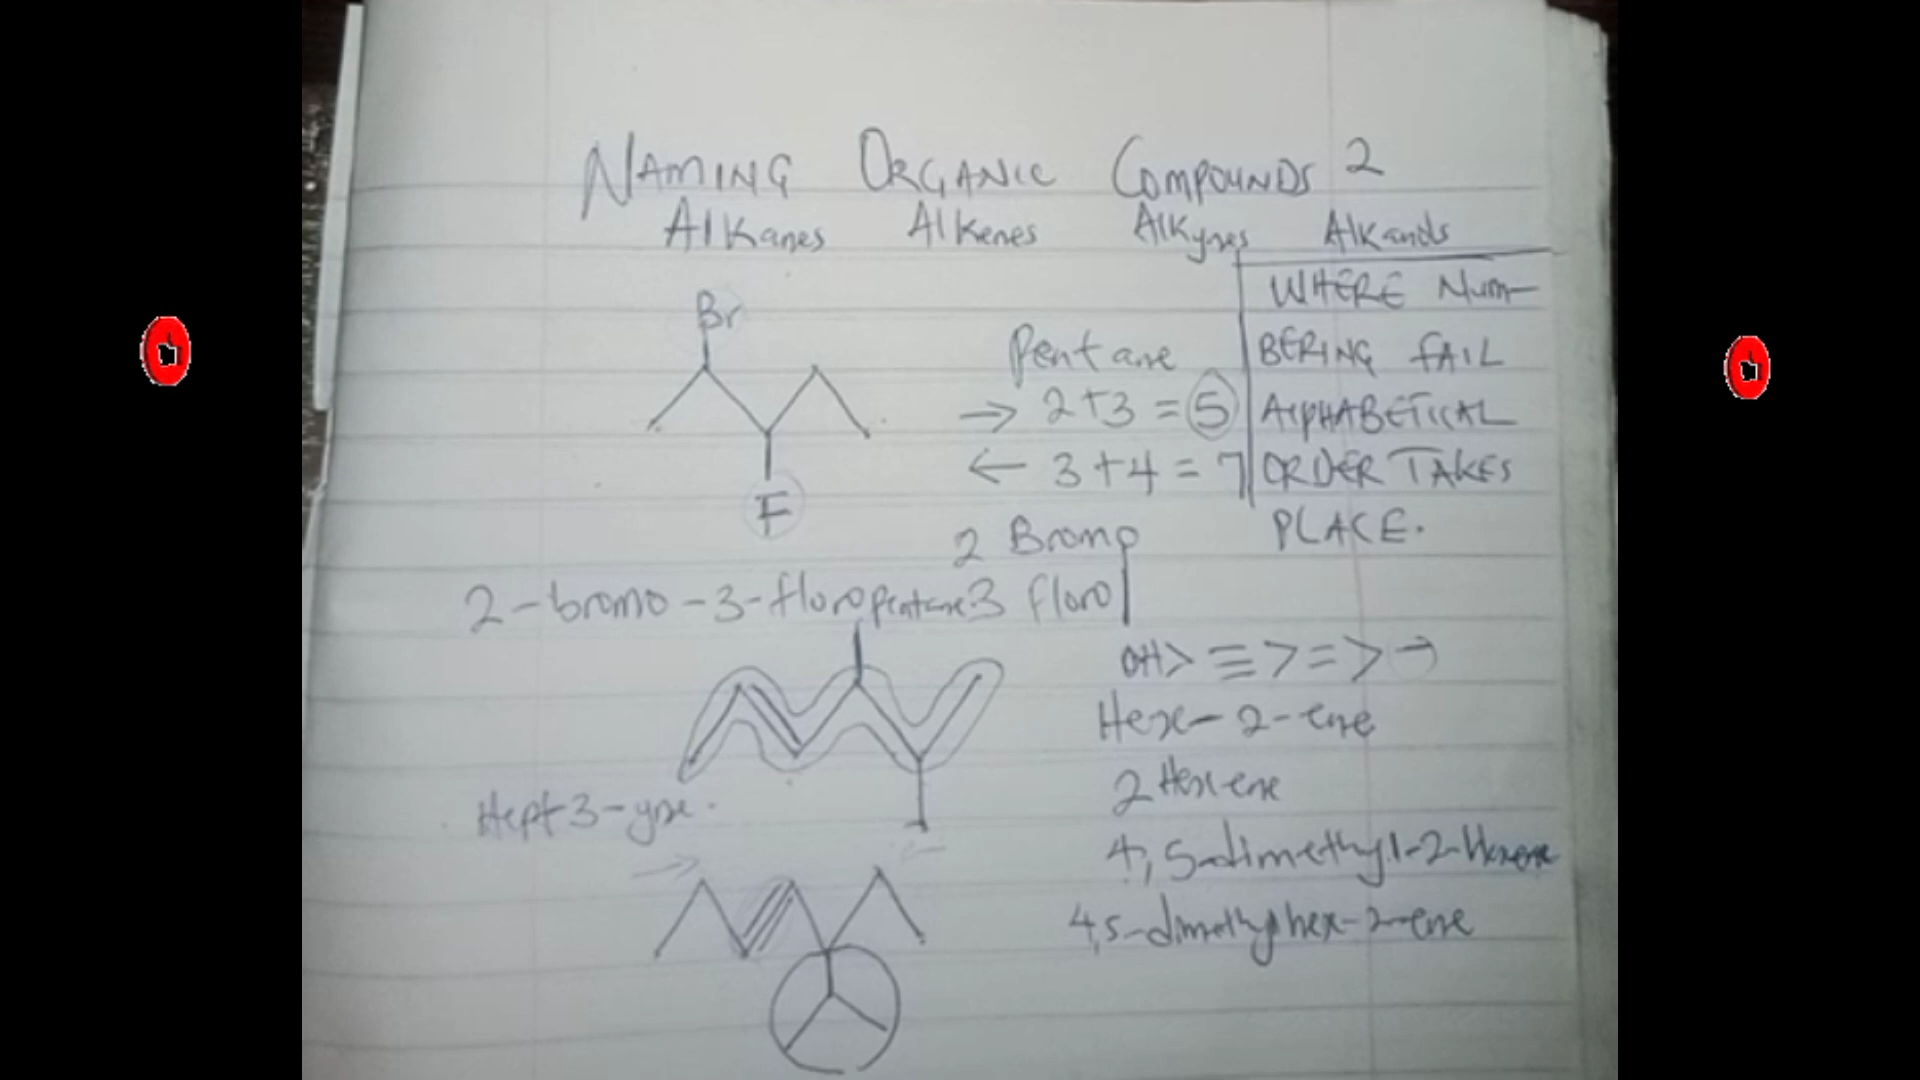 NAMING ORGANIC COMPOUNDS 2
Alkanes Alkenes Alkynes Alkanols
WHERE NUM-
BERING FAIL
ALPHABETICAL
ORDER TAKES
PLACE.
Br
F
Pentane
→ 2+3 = 5
← 3+4 = 7
2 Bromo
3 floro
2-bromo-3-floropentane
OH> ≡ > = > -
Hex-2-ene
2 Hexene
4,5-dimethyl-2-Hexene
4,5-dimethylhex-2-ene
Hept 3-yne.